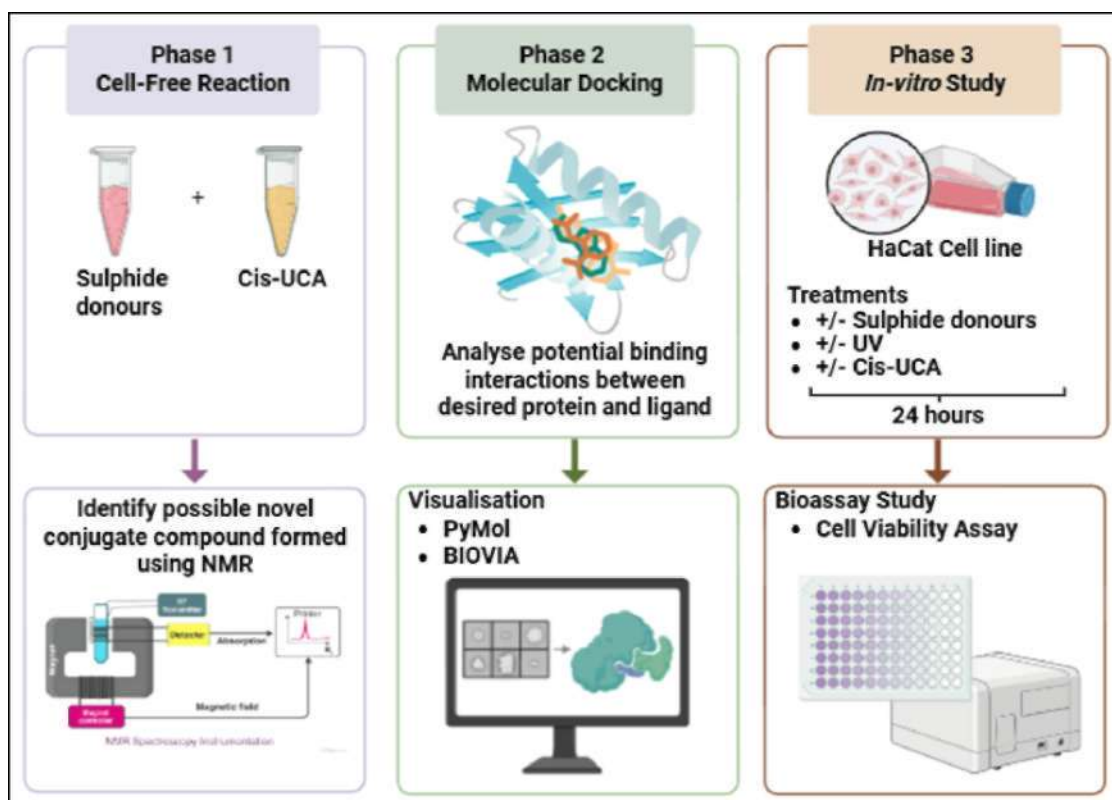 Phase 1
Cell-Free Reaction
+
Sulphide
donours
Cis-UCA
Identify possible novel
conjugate compound formed
using NMR
Detector
Absorption
Printer
Magnet
Magnetic field
NMR Spectroscopy Instrumentation
Phase 2
Molecular Docking
Analyse potential binding
interactions between
desired protein and ligand
Visualisation
• PyMol
• BIOVIA
Phase 3
In-vitro Study
HaCat Cell line
Treatments
• +/- Sulphide donours
• +/- UV
• +/- Cis-UCA
24 hours
Bioassay Study
• Cell Viability Assay